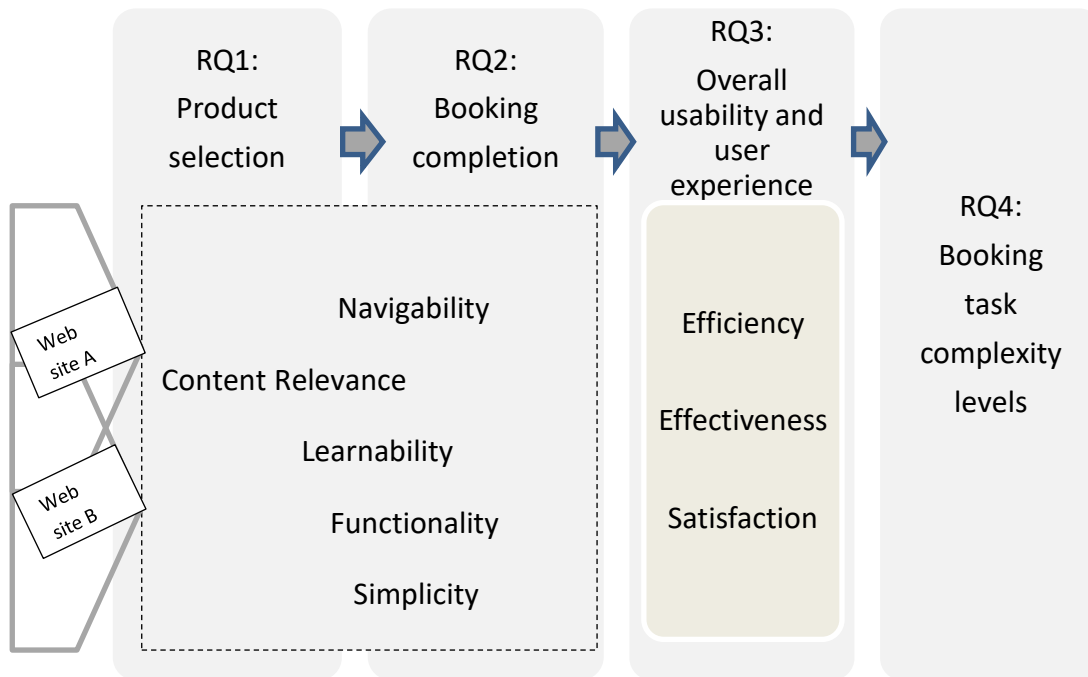 RQ1:
Product
selection
RQ2:
Booking
completion
RQ3:
Overall
usability and
user
experience
RQ4:
Booking
task
complexity
levels
Web
site A
Web
site B
Navigability
Content Relevance
Learnability
Functionality
Simplicity
Efficiency
Effectiveness
Satisfaction